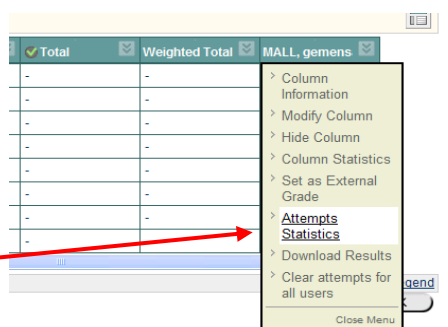 Total
Weighted Total
MALL, gemens
> Column
Information
> Modify Column
> Hide Column
> Column Statistics
> Set as External
Grade
> Attempts
Statistics
> Download Results
> Clear attempts for
all users
Close Menu
gend
- -
- -
- -
- -
- -
- -
- -
- -